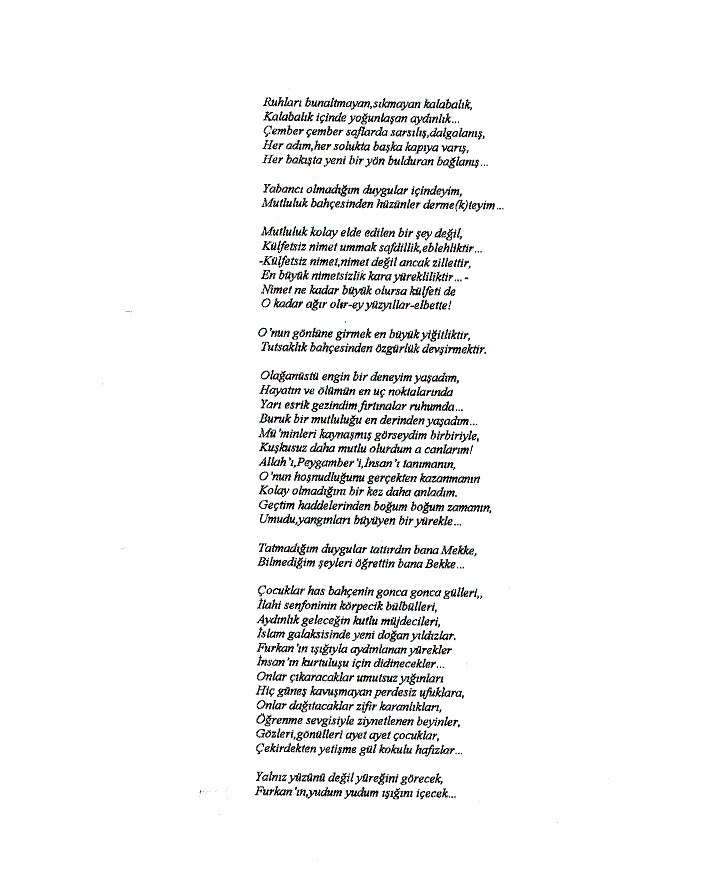 Ruhları bunaltmayan,sıkmayan kalabalık,
Kalabalık içinde yoğunlaşan aydınlık...
Çember çember saflarda sarsılış,dalgalanış,
Her adım,her solukta başka kapıya varış,
Her bakışta yeni bir yön bulduran bağlanış...

Yabancı olmadığım duygular içindeyim,
Mutluluk bahçesinden hüzünler derme(k)teyim...

Mutluluk kolay elde edilen bir şey değil,
Külfetsiz nimet ummak safdillik,eblehliktir...
-Külfetsiz nimet,nimet değil ancak zillettir,
En büyük nimetsizlik kara yürekliliktir...-
Nimet ne kadar büyük olursa külfeti de
O kadar ağır olır-ey yüzyıllar-elbette!

O'nun gönlüne girmek en büyük yiğitliktir,
Tutsaklık bahçesinden özgürlük devşirmektir.

Olağanüstü engin bir deneyim yaşadım,
Hayatın ve ölümün en uç noktalarında
Yarı esrik gezindim,fırtınalar ruhumda...
Buruk bir mutluluğu en derinden yaşadım...
Mü'minleri kaynaşmış görseydim birbiriyle,
Kuşkusuz daha mutlu olurdum a canlarım!
Allah'ı,Peygamber'i,İnsan'ı tanımanın,
O'nun hoşnudluğunu gerçekten kazanmanın
Kolay olmadığını bir kez daha anladım.
Geçtim haddelerinden boğum boğum zamanın,
Umudu,yangınları büyüyen bir yürekle...

Tatmadığım duygular tattırdın bana Mekke,
Bilmediğim şeyleri öğrettin bana Bekke...

Çocuklar has bahçenin gonca gonca gülleri,,
İlahi senfoninin körpecik bülbülleri,
Aydınlık geleceğin kutlu müjdecileri,
İslam galaksisinde yeni doğan yıldızlar.
Furkan'ın ışığıyla aydınlanan yürekler
İnsan'ın kurtuluşu için didinecekler...
Onlar çıkaracaklar umutsuz yığınları
Hiç güneş kavuşmayan perdesiz ufuklara,
Onlar dağıtacaklar zifir karanlıkları,
Öğrenme sevgisiyle ziynetlenen beyinler,
Gözleri,gönülleri ayet ayet çocuklar,
Çekirdekten yetişme gül kokulu hafızlar...

Yalnız yüzünü değil yüreğini görecek,
Furkan'ın,yudum yudum ışığını içecek...